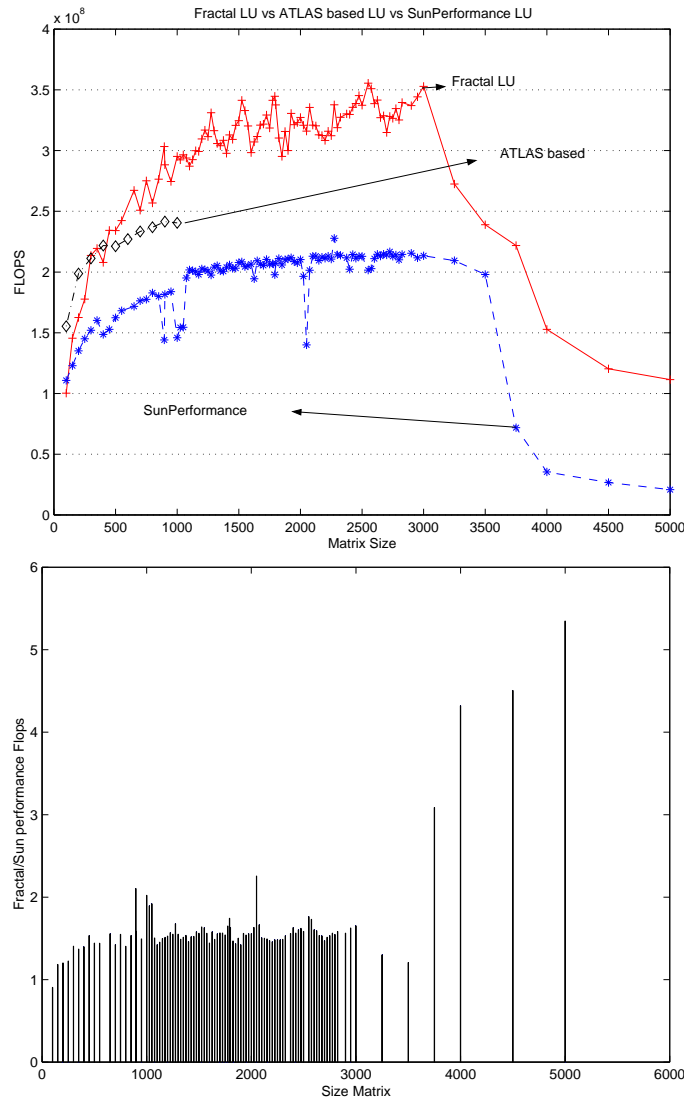 Fractal LU vs ATLAS based LU vs SunPerformance LU
x 10^8
4
3.5
3
2.5
2
1.5
1
0.5
0
FLOPS
Fractal LU
ATLAS based
SunPerformance
0 500 1000 1500 2000 2500 3000 3500 4000 4500 5000
Matrix Size
6
5
4
3
2
1
0
Fractal/Sun performance Flops
0 1000 2000 3000 4000 5000 6000
Size Matrix